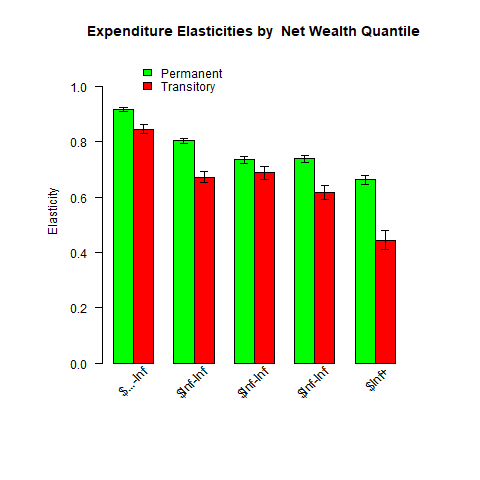 Expenditure Elasticities by  Net Wealth Quantile
Permanent
Transitory
Elasticity
1.0
0.8
0.6
0.4
0.2
0.0
$...-Inf
$Inf-Inf
$Inf-Inf
$Inf-Inf
$Inf+